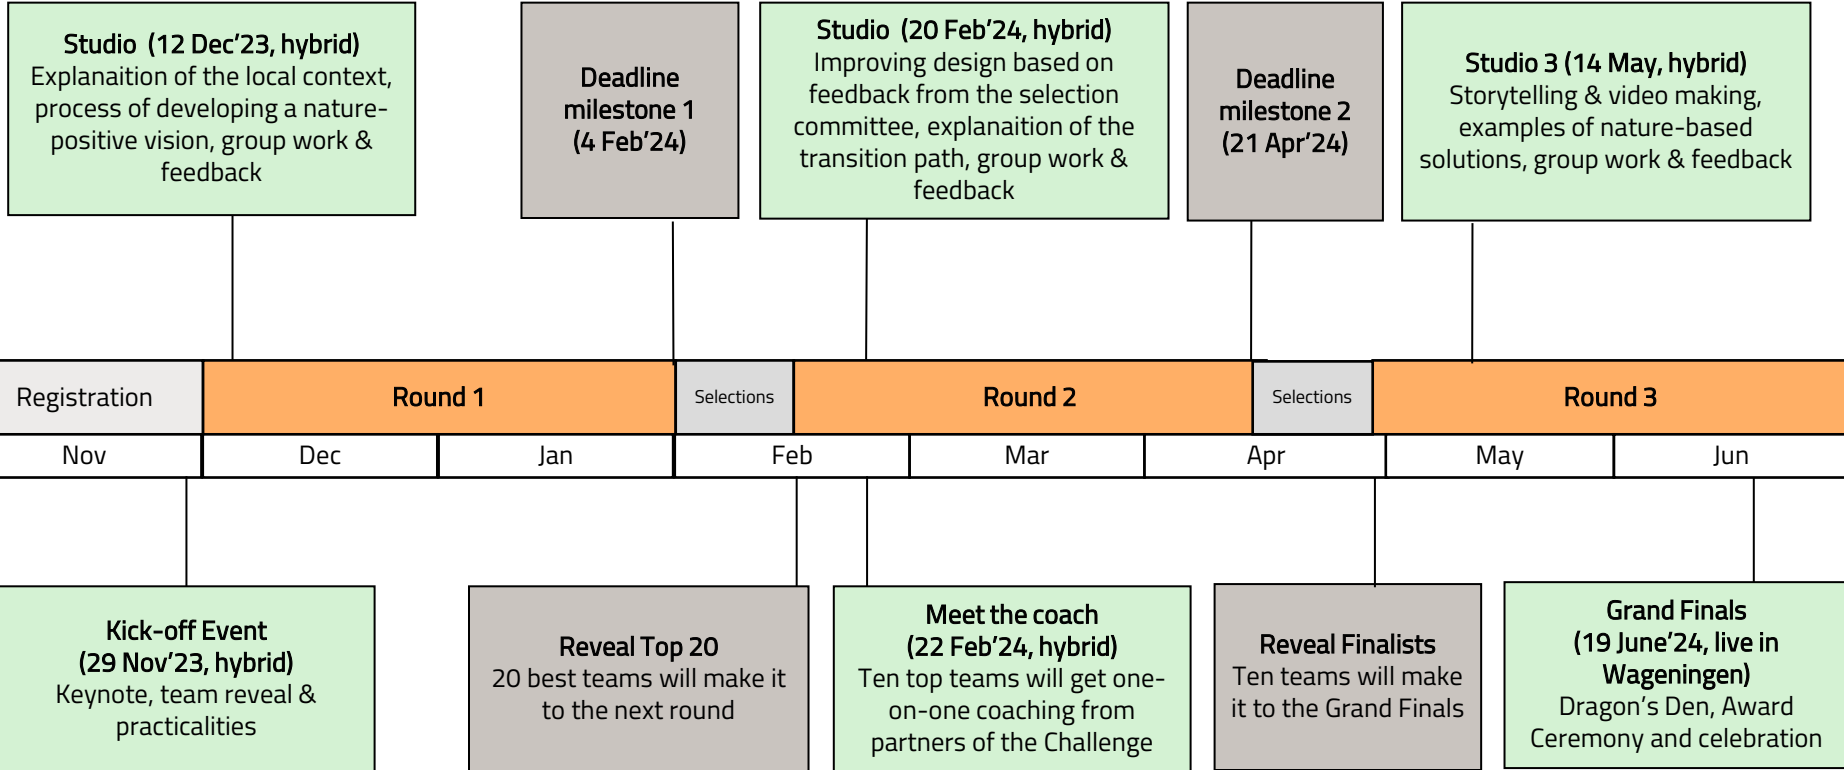 Studio (12 Dec’23, hybrid)
Explanaition of the local context,
process of developing a nature-
positive vision, group work &
feedback
Deadline
milestone 1
(4 Feb’24)
Studio (20 Feb’24, hybrid)
Improving design based on
feedback from the selection
committee, explanaition of the
transition path, group work &
feedback
Deadline
milestone 2
(21 Apr’24)
Studio 3 (14 May, hybrid)
Storytelling & video making,
examples of nature-based
solutions, group work & feedback
Registration
Round 1
Selections
Round 2
Selections
Round 3
Nov
Dec
Jan
Feb
Mar
Apr
May
Jun
Kick-off Event
(29 Nov’23, hybrid)
Keynote, team reveal &
practicalities
Reveal Top 20
20 best teams will make it
to the next round
Meet the coach
(22 Feb’24, hybrid)
Ten top teams will get one-
on-one coaching from
partners of the Challenge
Reveal Finalists
Ten teams will make
it to the Grand Finals
Grand Finals
(19 June’24, live in
Wageningen)
Dragon’s Den, Award
Ceremony and celebration